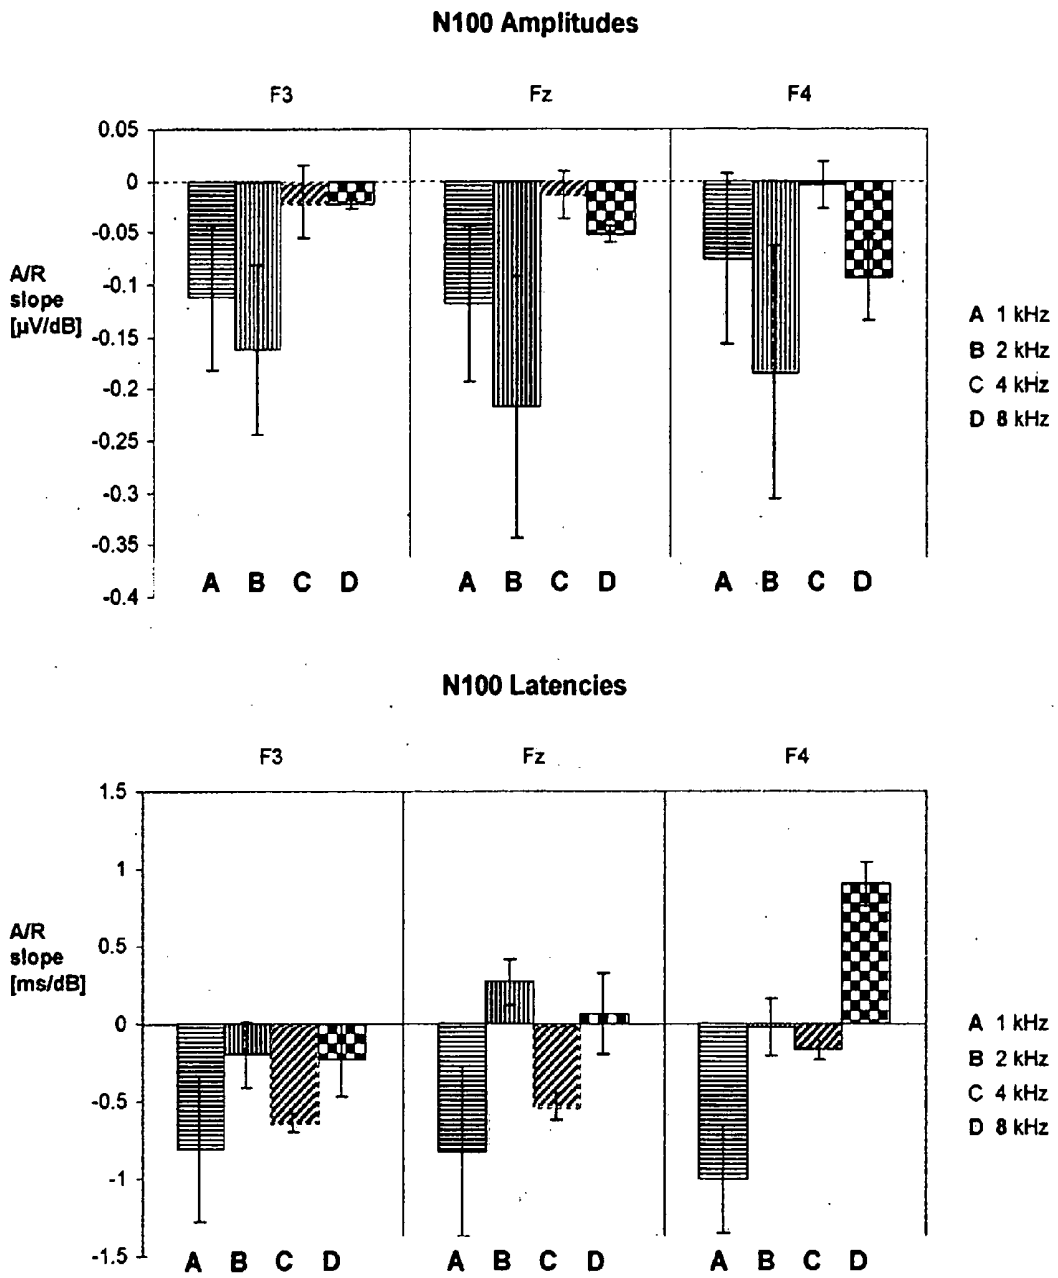 N100 Amplitudes
F3 Fz F4
0.05
0
-0.05
-0.1
-0.15
-0.2
-0.25
-0.3
-0.35
-0.4
A/R
slope
[µV/dB]
A B C D A B C D A B C D
A 1 kHz
B 2 kHz
C 4 kHz
D 8 kHz
N100 Latencies
F3 Fz F4
1.5
1
0.5
0
-0.5
-1
-1.5
A/R
slope
[ms/dB]
A B C D A B C D A B C D
A 1 kHz
B 2 kHz
C 4 kHz
D 8 kHz